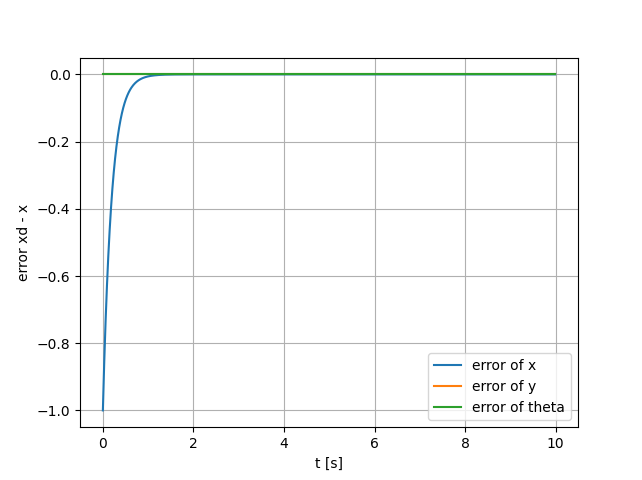 0.0
−0.2
−0.4
−0.6
−0.8
−1.0
error xd - x
0 2 4 6 8 10
t [s]
error of x
error of y
error of theta